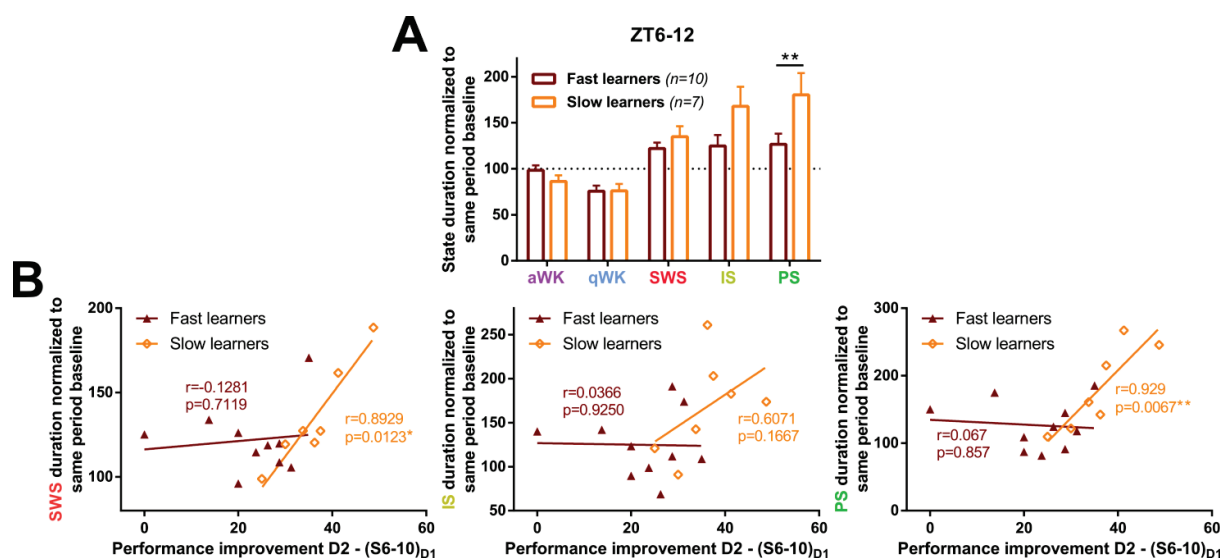 A
ZT6-12
State duration normalized to
same period baseline
200
150
100
50
0
Fast learners (n=10)
Slow learners (n=7)
**
aWK
qWK
SWS
IS
PS
B
SWS duration normalized to
same period baseline
200
150
100
Fast learners
Slow learners
r=-0.1281
p=0.7119
r=0.8929
p=0.0123*
0
20
40
60
Performance improvement D2 - (S6-10)D1
IS duration normalized to
same period baseline
250
200
150
100
50
Fast learners
Slow learners
r=0.0366
p=0.9250
r=0.6071
p=0.1667
0
20
40
60
Performance improvement D2 - (S6-10)D1
PS duration normalized to
same period baseline
300
200
100
0
Fast learners
Slow learners
r=0.929
p=0.0067**
r=0.067
p=0.857
0
20
40
60
Performance improvement D2 - (S6-10)D1